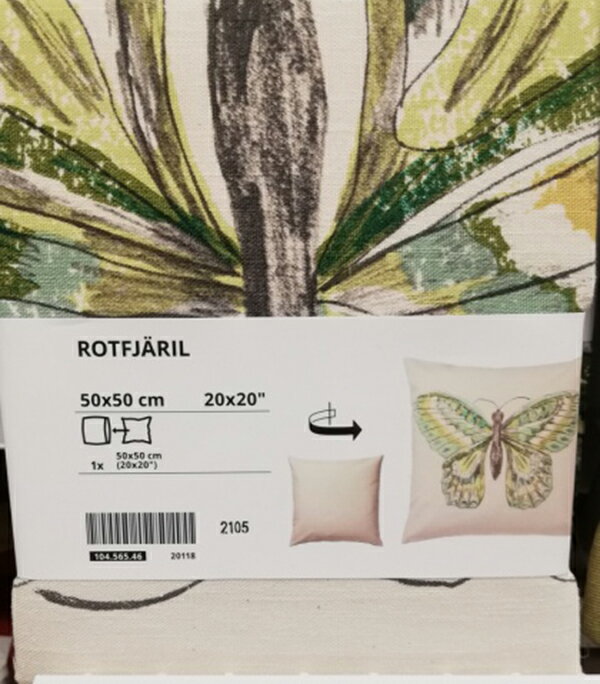 ROTFJÄRIL
50x50 cm 20x20"
50x50 cm
1x (20x20")
2105
104.565.46 20118